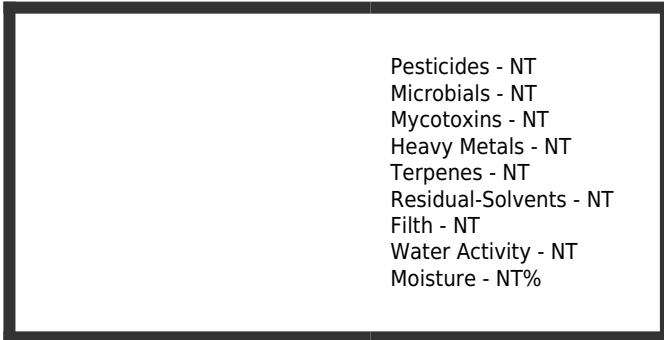 Pesticides - NT
Microbials - NT
Mycotoxins - NT
Heavy Metals - NT
Terpenes - NT
Residual-Solvents - NT
Filth - NT
Water Activity - NT
Moisture - NT%